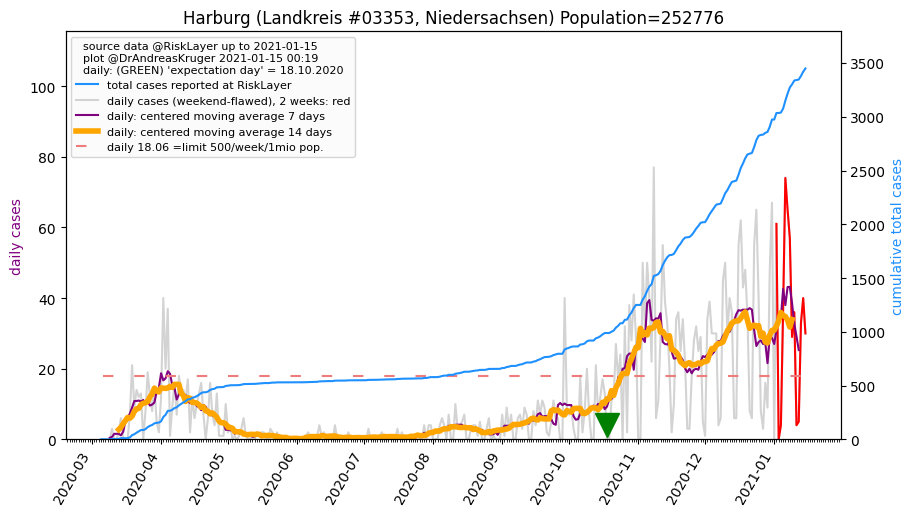 Harburg (Landkreis #03353, Niedersachsen) Population=252776
source data @RiskLayer up to 2021-01-15
plot @DrAndreasKruger 2021-01-15 00:19
daily: (GREEN) 'expectation day' = 18.10.2020
total cases reported at RiskLayer
daily cases (weekend-flawed), 2 weeks: red
daily: centered moving average 7 days
daily: centered moving average 14 days
daily 18.06 =limit 500/week/1mio pop.
daily cases
100
80
60
40
20
0
cumulative total cases
3500
3000
2500
2000
1500
1000
500
0
2020-03
2020-04
2020-05
2020-06
2020-07
2020-08
2020-09
2020-10
2020-11
2020-12
2021-01